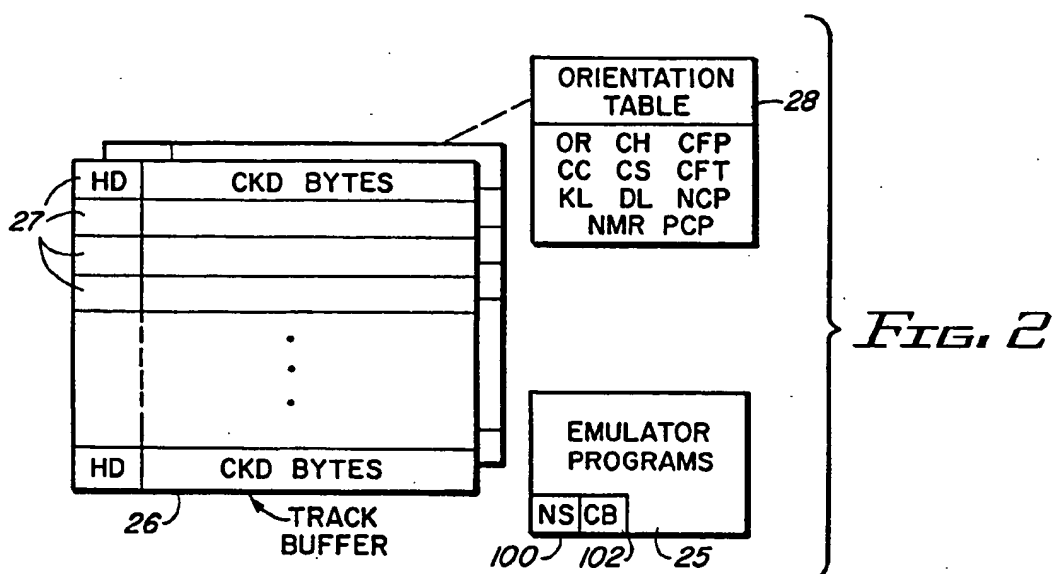 ORIENTATION
TABLE
28
OR CH CFP
CC CS CFT
KL DL NCP
NMR PCP
HD CKD BYTES
27
HD CKD BYTES
26
TRACK
BUFFER
EMULATOR
PROGRAMS
NS CB
100 102 25
FIG. 2